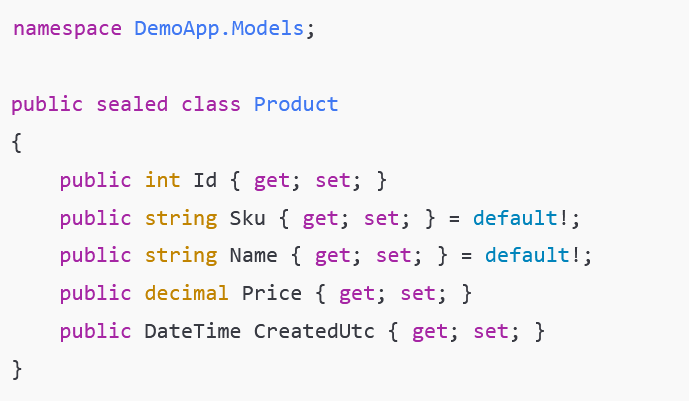 namespace DemoApp.Models;

public sealed class Product
{
    public int Id { get; set; }
    public string Sku { get; set; } = default!;
    public string Name { get; set; } = default!;
    public decimal Price { get; set; }
    public DateTime CreatedUtc { get; set; }
}